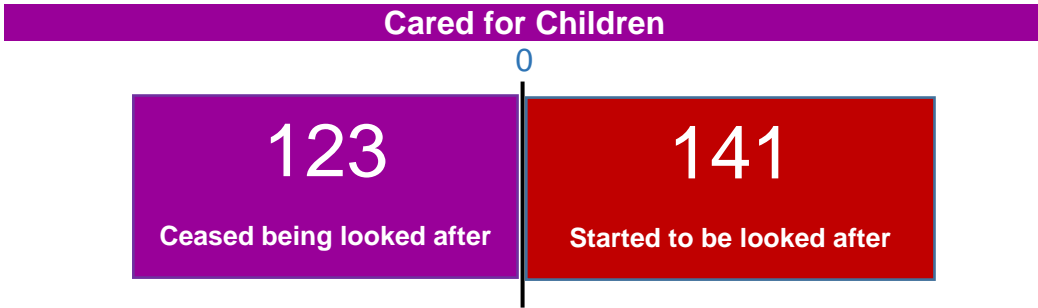 Cared for Children
0
123
Ceased being looked after
141
Started to be looked after